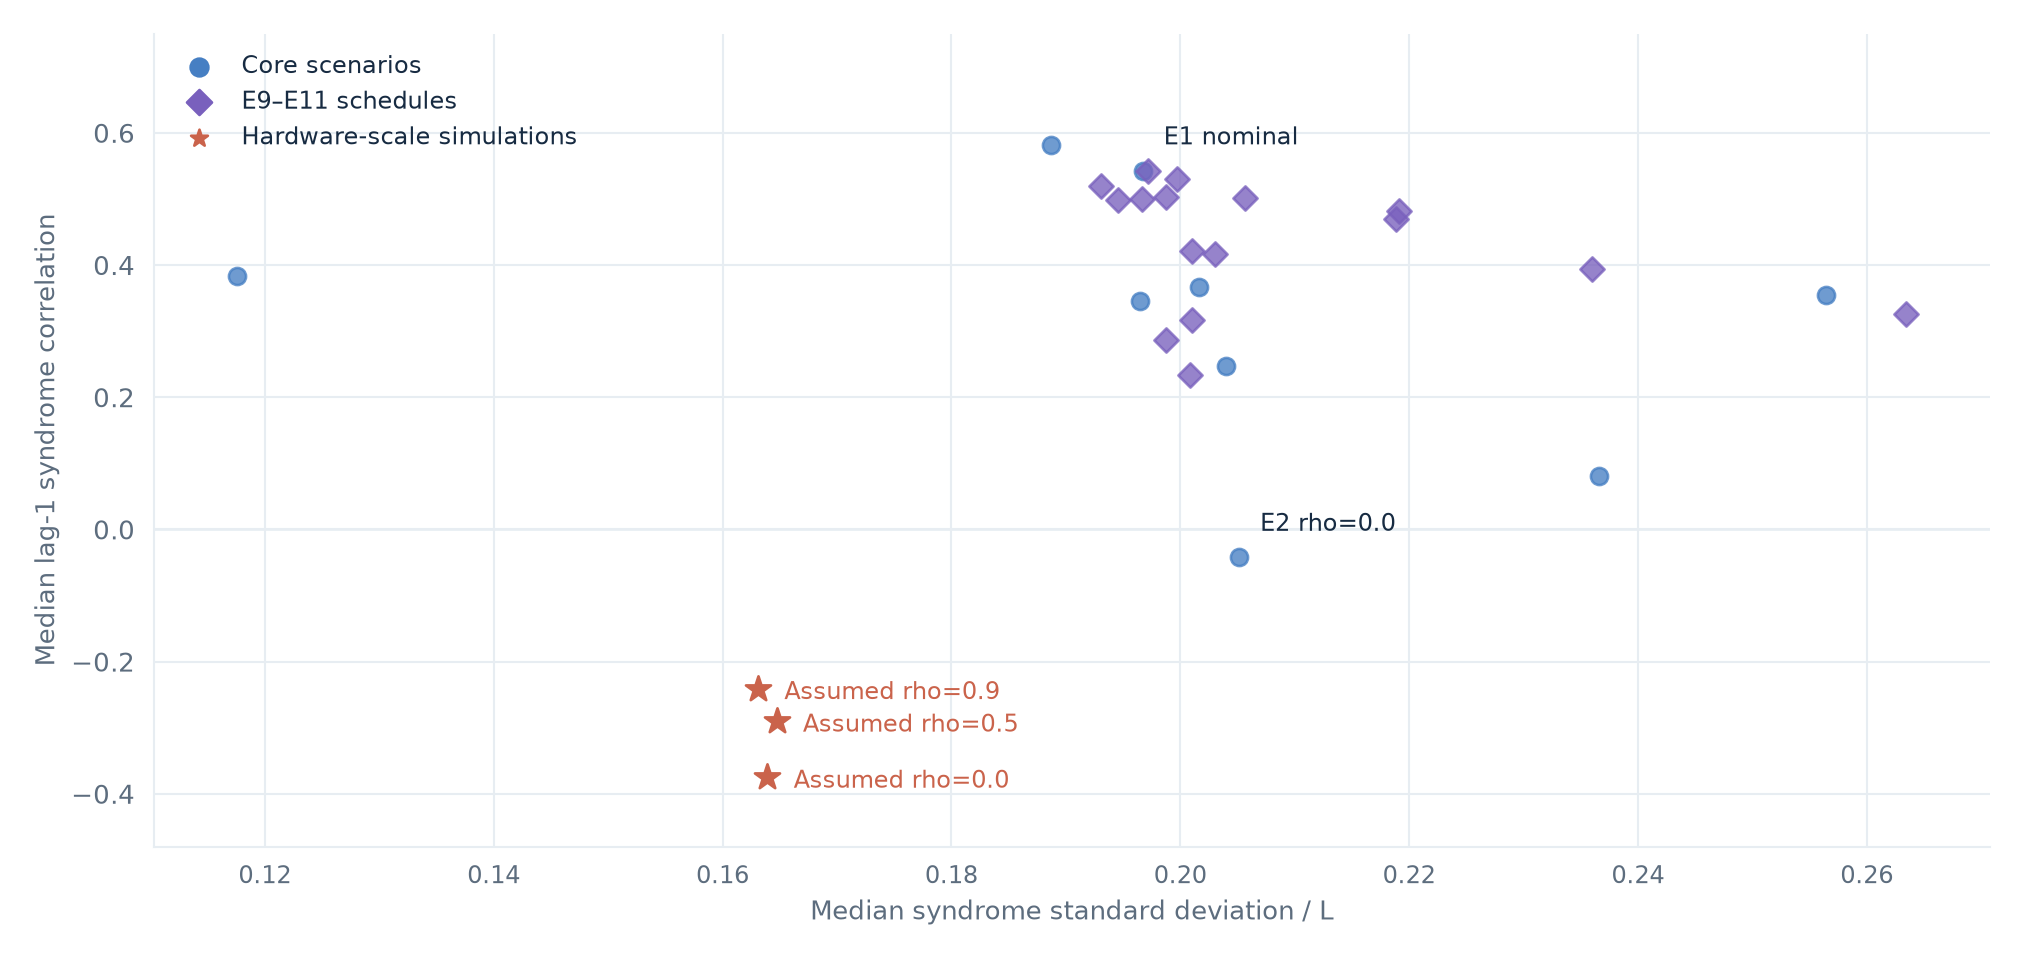 Core scenarios
E9–E11 schedules
Hardware-scale simulations
E1 nominal
E2 rho=0.0
Assumed rho=0.9
Assumed rho=0.5
Assumed rho=0.0
Median lag-1 syndrome correlation
0.6
0.4
0.2
0.0
−0.2
−0.4
0.12 0.14 0.16 0.18 0.20 0.22 0.24 0.26
Median syndrome standard deviation / L